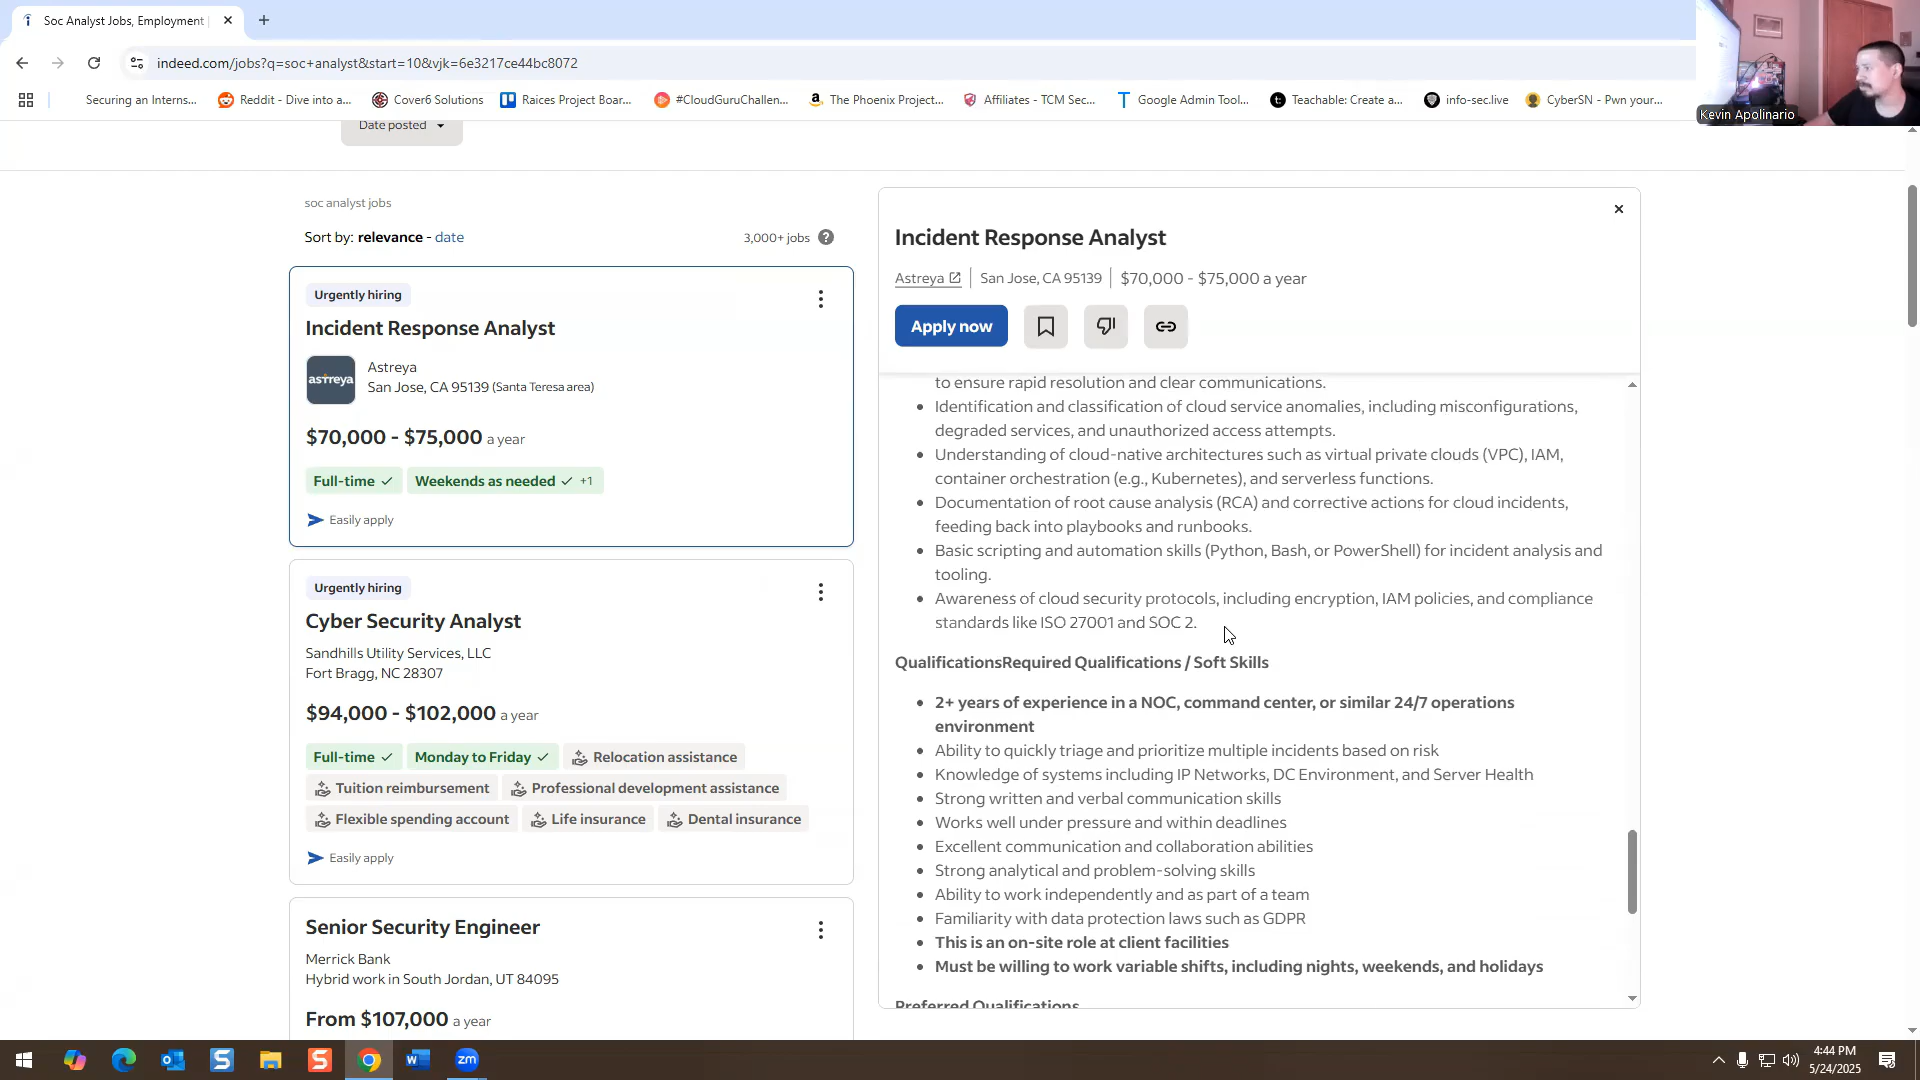 Soc Analyst Jobs, Employment
indeed.com/jobs?q=soc+analyst&start=10&vjk=6e3217ce44bc8072
Securing an Interns...
Reddit - Dive into a...
Cover6 Solutions
Raices Project Boar...
#CloudGuruChallen...
The Phoenix Project...
Affiliates - TCM Sec...
Google Admin Tool...
Teachable: Create a...
info-sec.live
CyberSN - Pwn your...
Kevin Apolinario
Date posted
soc analyst jobs
Sort by: relevance - date
3,000+ jobs
Urgently hiring
Incident Response Analyst
astreya
Astreya
San Jose, CA 95139 (Santa Teresa area)
$70,000 - $75,000 a year
Full-time
Weekends as needed
+1
Easily apply
Urgently hiring
Cyber Security Analyst
Sandhills Utility Services, LLC
Fort Bragg, NC 28307
$94,000 - $102,000 a year
Full-time
Monday to Friday
Relocation assistance
Tuition reimbursement
Professional development assistance
Flexible spending account
Life insurance
Dental insurance
Easily apply
Senior Security Engineer
Merrick Bank
Hybrid work in South Jordan, UT 84095
From $107,000 a year
Incident Response Analyst
Astreya
San Jose, CA 95139
$70,000 - $75,000 a year
Apply now
to ensure rapid resolution and clear communications.
Identification and classification of cloud service anomalies, including misconfigurations,
degraded services, and unauthorized access attempts.
Understanding of cloud-native architectures such as virtual private clouds (VPC), IAM,
container orchestration (e.g., Kubernetes), and serverless functions.
Documentation of root cause analysis (RCA) and corrective actions for cloud incidents,
feeding back into playbooks and runbooks.
Basic scripting and automation skills (Python, Bash, or PowerShell) for incident analysis and
tooling.
Awareness of cloud security protocols, including encryption, IAM policies, and compliance
standards like ISO 27001 and SOC 2.
QualificationsRequired Qualifications / Soft Skills
2+ years of experience in a NOC, command center, or similar 24/7 operations
environment
Ability to quickly triage and prioritize multiple incidents based on risk
Knowledge of systems including IP Networks, DC Environment, and Server Health
Strong written and verbal communication skills
Works well under pressure and within deadlines
Excellent communication and collaboration abilities
Strong analytical and problem-solving skills
Ability to work independently and as part of a team
Familiarity with data protection laws such as GDPR
This is an on-site role at client facilities
Must be willing to work variable shifts, including nights, weekends, and holidays
Preferred Qualifications
zm
4:44 PM
5/24/2025